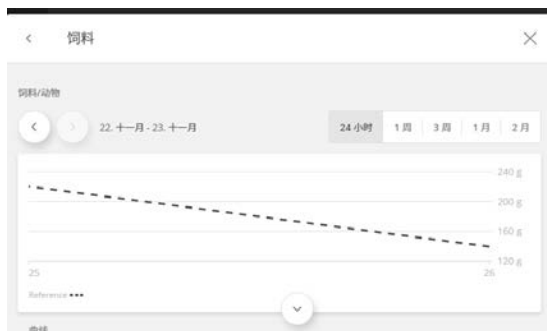 饲料
饲料/动物
22. 十一月 - 23. 十一月
24 小时 1 周 3 周 1 月 2 月
240 g
200 g
160 g
120 g
25 26
Reference
曲线